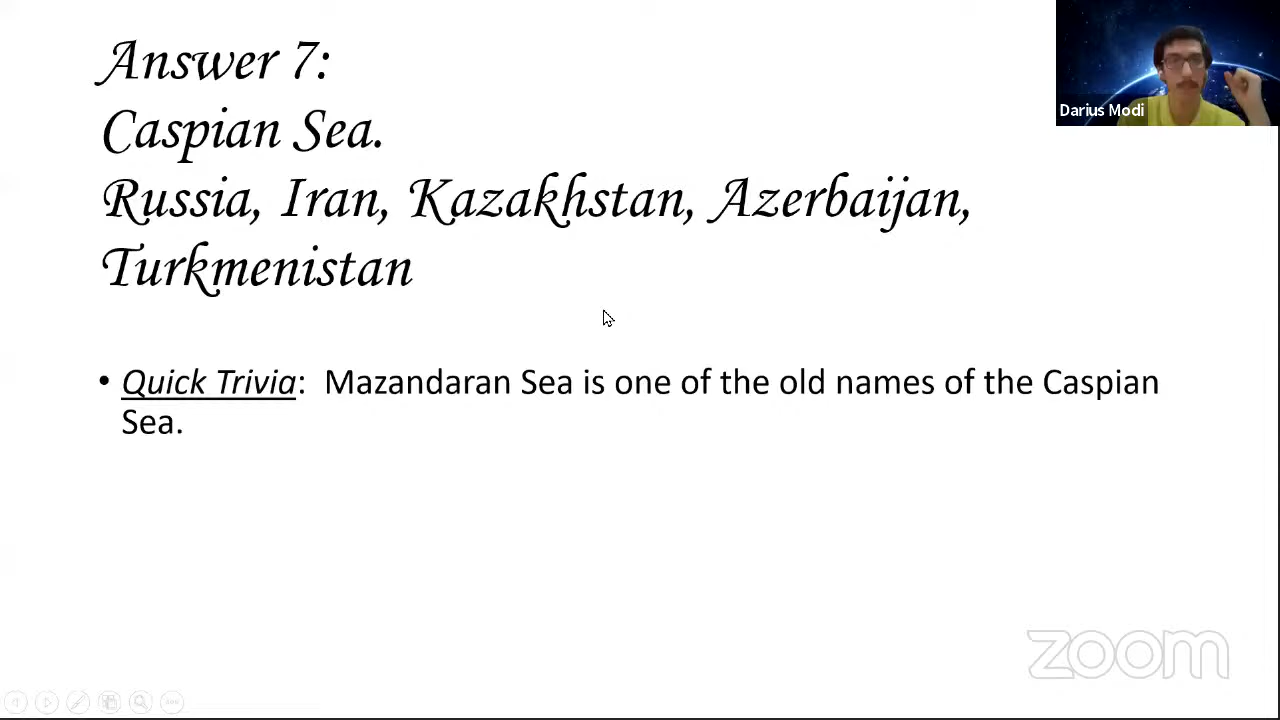 Answer 7:
Caspian Sea.
Russia, Iran, Kazakhstan, Azerbaijan,
Turkmenistan
• Quick Trivia: Mazandaran Sea is one of the old names of the Caspian
Sea.
Darius Modi
zoom